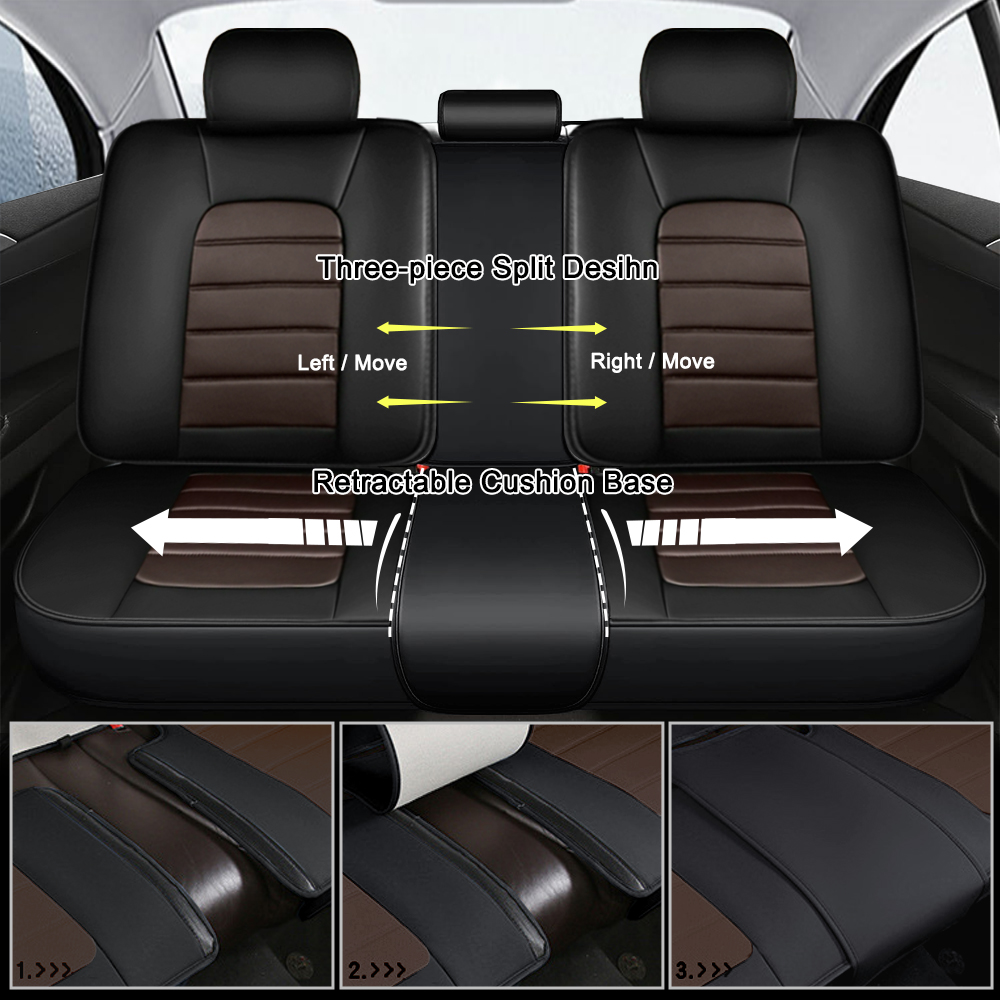 Three-piece Split Desihn
Left / Move
Right / Move
Retractable Cushion Base
1.>>>
2.>>>
3.>>>